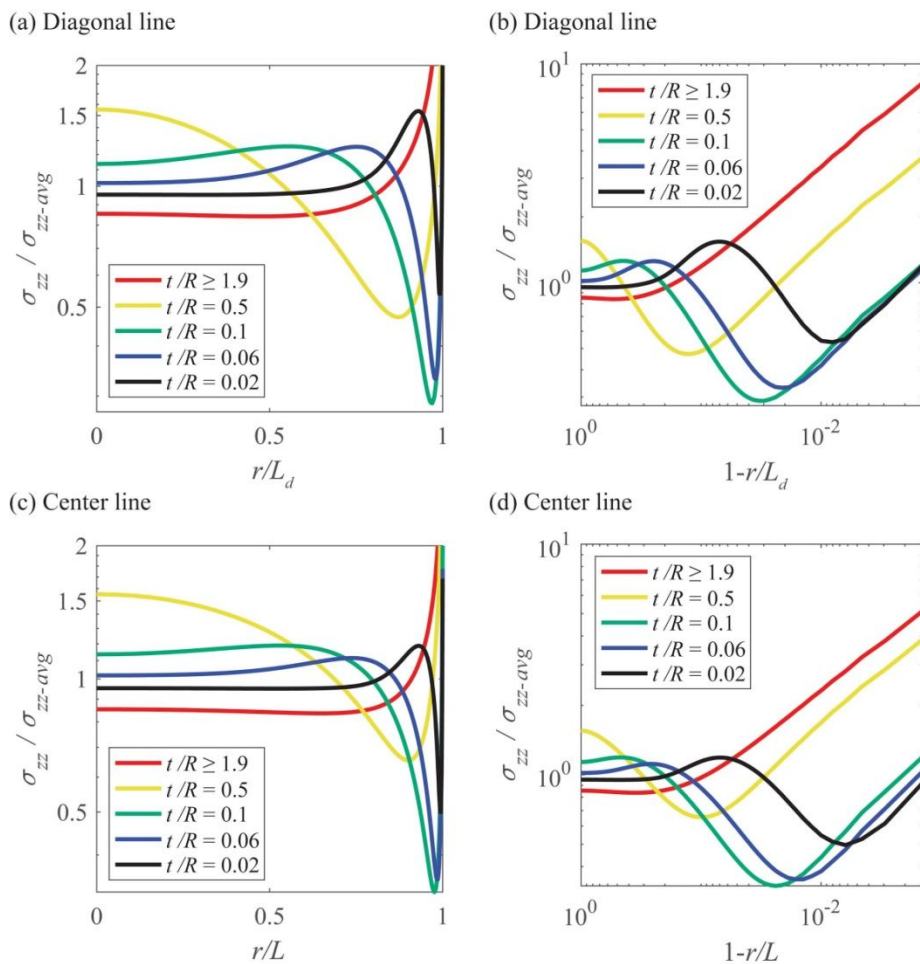 (a) Diagonal line
2
1.5
1
0.5
σzz / σzz-avg
t /R ≥ 1.9
t /R = 0.5
t /R = 0.1
t /R = 0.06
t /R = 0.02
0 0.5 1
r/Ld
(b) Diagonal line
10^1
10^0
σzz / σzz-avg
t /R ≥ 1.9
t /R = 0.5
t /R = 0.1
t /R = 0.06
t /R = 0.02
10^0 10^-2
1-r/Ld
(c) Center line
2
1.5
1
0.5
σzz / σzz-avg
t /R ≥ 1.9
t /R = 0.5
t /R = 0.1
t /R = 0.06
t /R = 0.02
0 0.5 1
r/L
(d) Center line
10^1
10^0
σzz / σzz-avg
t /R ≥ 1.9
t /R = 0.5
t /R = 0.1
t /R = 0.06
t /R = 0.02
10^0 10^-2
1-r/L